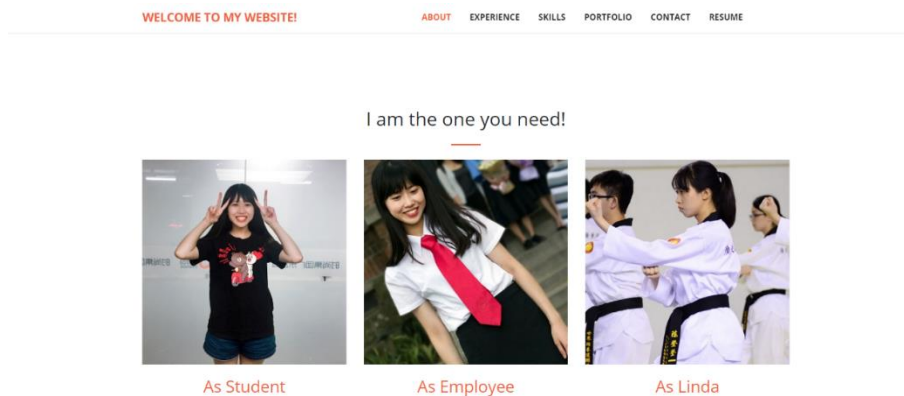 WELCOME TO MY WEBSITE!
ABOUT EXPERIENCE SKILLS PORTFOLIO CONTACT RESUME
I am the one you need!
As Student
As Employee
As Linda